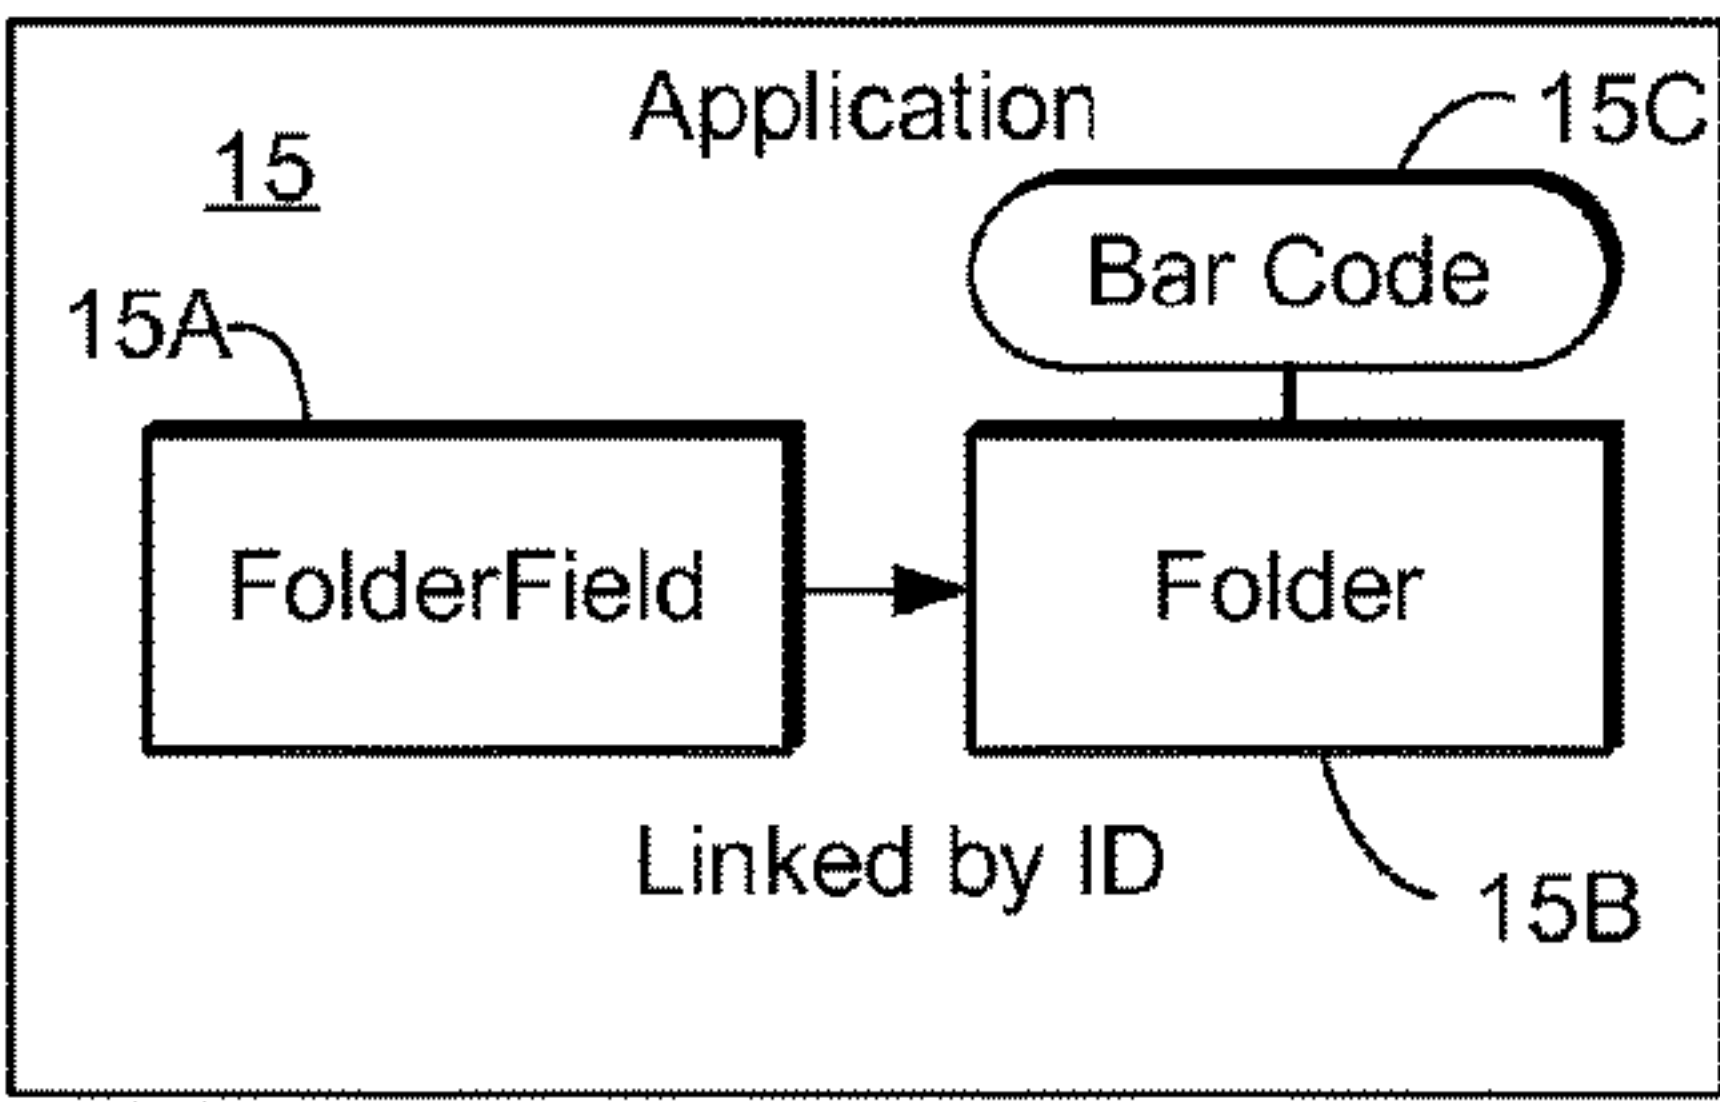 Application
15C
15
Bar Code
15A
FolderField
Folder
Linked by ID
15B